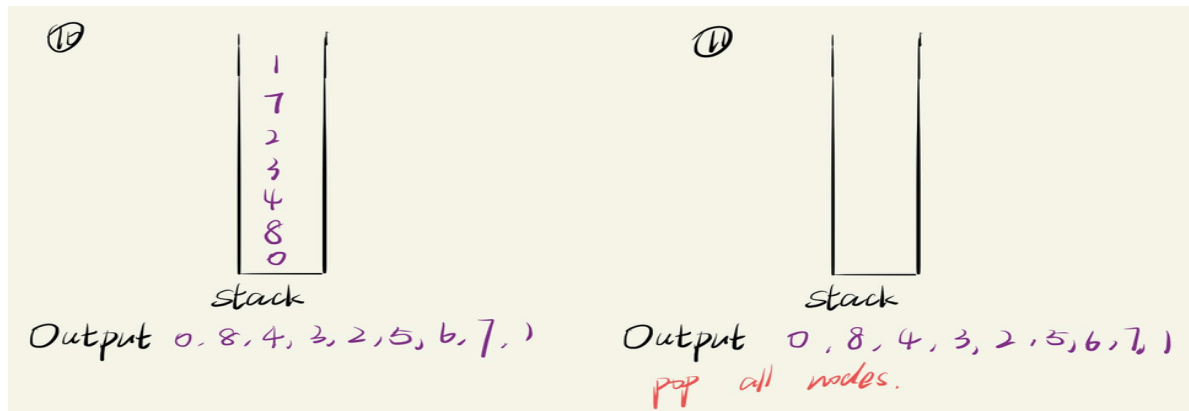 ⑩
1
7
2
3
4
8
0
stack
Output 0, 8, 4, 3, 2, 5, 6, 7, 1
⑪
stack
Output 0, 8, 4, 3, 2, 5, 6, 7, 1
pop all nodes.